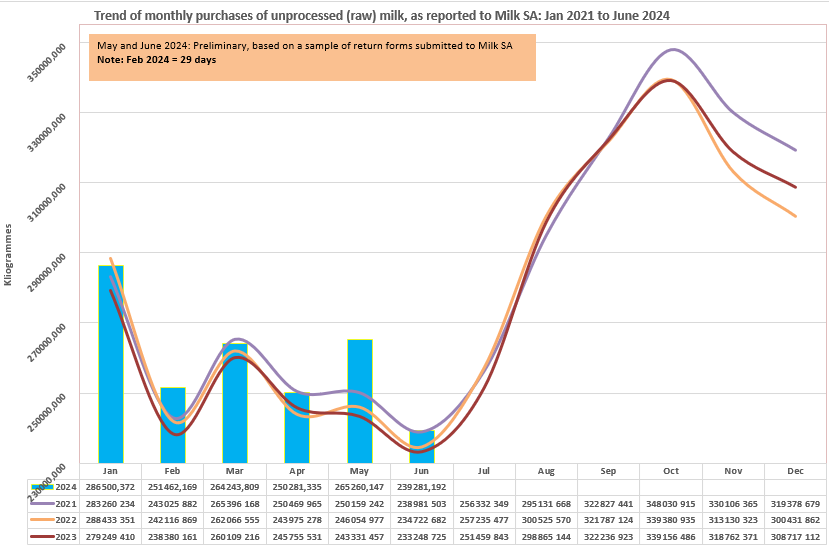 Trend of monthly purchases of unprocessed (raw) milk, as reported to Milk SA: Jan 2021 to June 2024
May and June 2024: Preliminary, based on a sample of return forms submitted to Milk SA
Note: Feb 2024 = 29 days
Kliogrammes
350000,000
330000,000
310000,000
290000,000
270000,000
250000,000
230000,000
Jan Feb Mar Apr May Jun Jul Aug Sep Oct Nov Dec
2024 286500,372 251462,169 264243,809 250281,335 265260,147 239281,192
2021 283260 234 243025 882 265396 168 250469 965 250159 242 238981 503 256332 349 295131 668 322827 441 348030 915 330106 365 319378 679
2022 288433 351 242116 869 262066 555 243975 278 246054 977 234722 682 257235 477 300525 570 321787 124 339380 935 313130 323 300431 862
2023 279249 410 238380 161 260109 216 245755 531 243331 457 233248 725 251459 843 298865 144 322236 923 339156 486 318762 371 308717 112